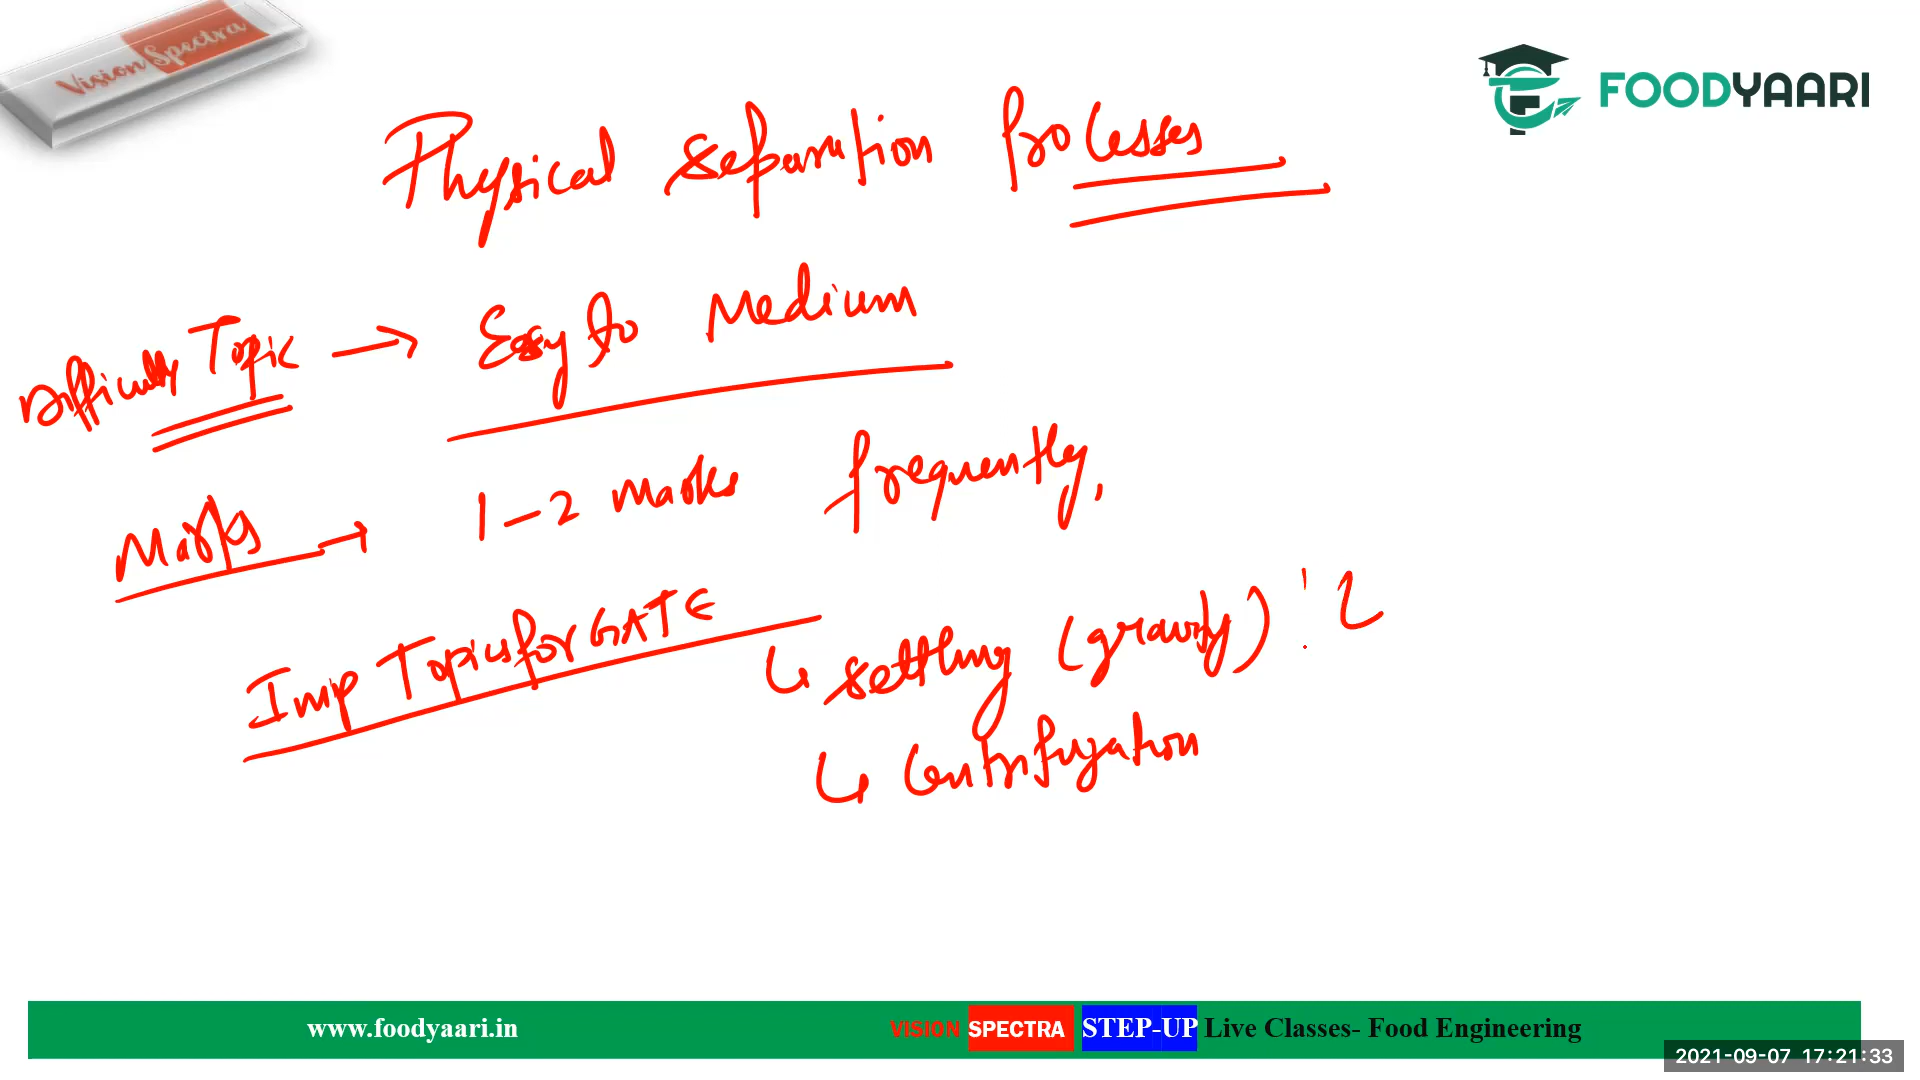 Vision Spectra
FOODYAARI
Physical separation Processes
Difficulty Topic → Easy to Medium
Marks → 1-2 Marks frequently,
Imp Topics for GATE
↳ settling (gravity)
↳ Centrifugation
www.foodyaari.in
VISION SPECTRA STEP-UP Live Classes- Food Engineering
2021-09-07 17:21:33